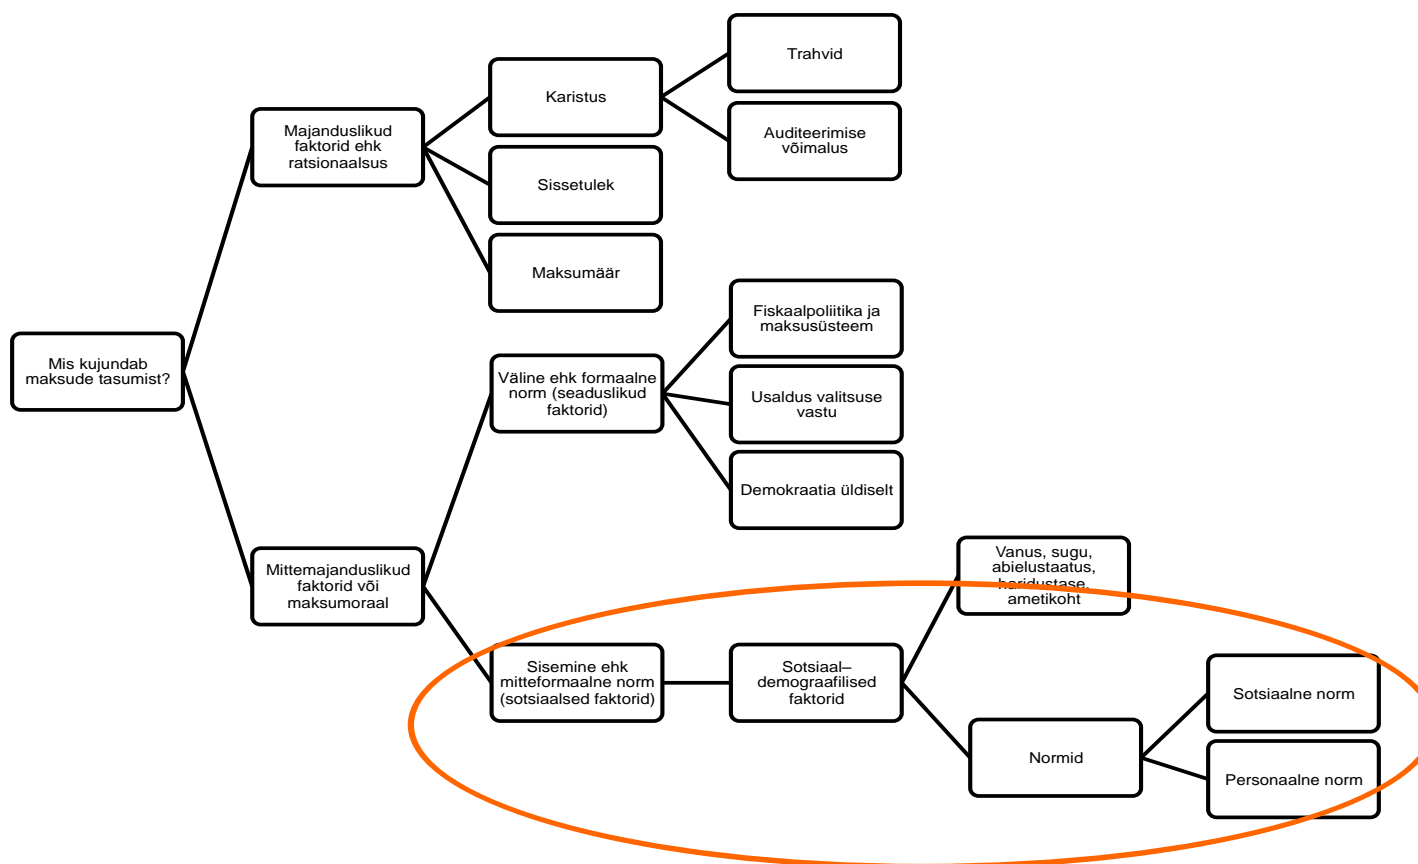 Mis kujundab
maksude tasumist?
Majanduslikud
faktorid ehk
ratsionaalsus
Karistus
Trahvid
Auditeerimise
võimalus
Sissetulek
Maksumäär
Mittemajanduslikud
faktorid või
maksumoraal
Väline ehk formaalne
norm (seaduslikud
faktorid)
Fiskaalpoliitika ja
maksusüsteem
Usaldus valitsuse
vastu
Demokraatia üldiselt
Sisemine ehk
mitteformaalne norm
(sotsiaalsed faktorid)
Sotsiaal–
demograafilised
faktorid
Vanus, sugu,
abielustaatus,
haridustase,
ametikoht
Normid
Sotsiaalne norm
Personaalne norm